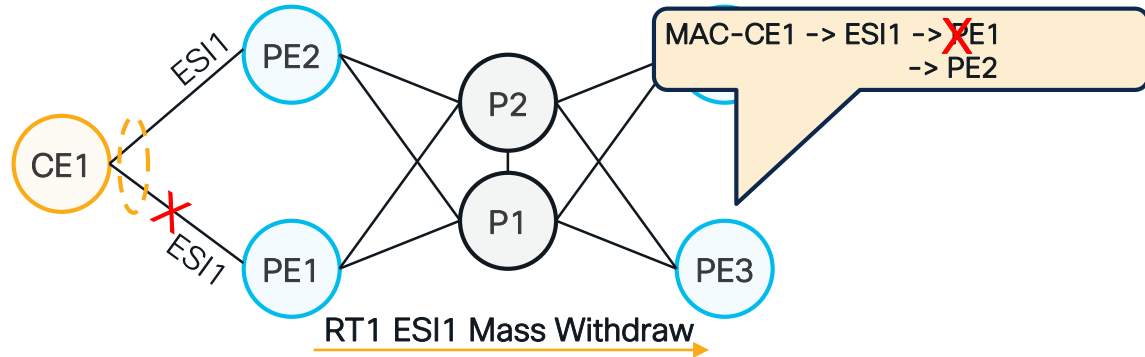 MAC-CE1 -> ESI1 -> PE1
-> PE2
ESI1
PE2
P2
CE1
P1
ESI1
PE1
PE3
RT1 ESI1 Mass Withdraw